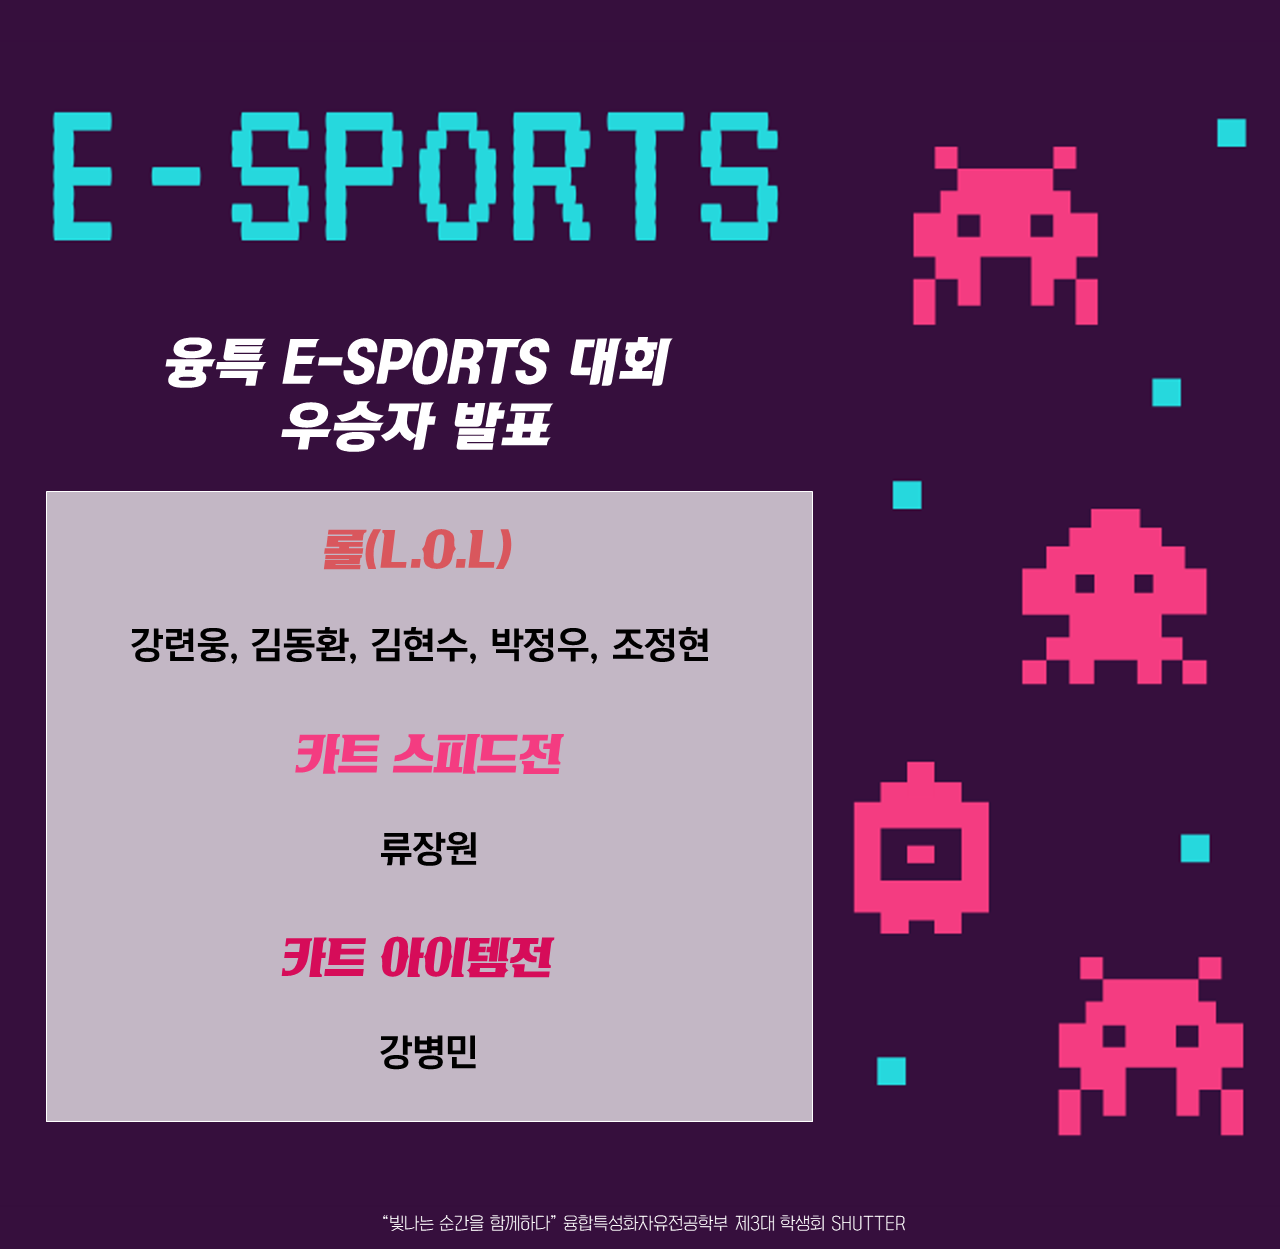 E-SPORTS
융특 E-SPORTS 대회
우승자 발표
롤(L.O.L)
강련웅, 김동환, 김현수, 박정우, 조정현
카트 스피드전
류장원
카트 아이템전
강병민
“빛나는 순간을 함께하다” 융합특성화자유전공학부 제3대 학생회 SHUTTER